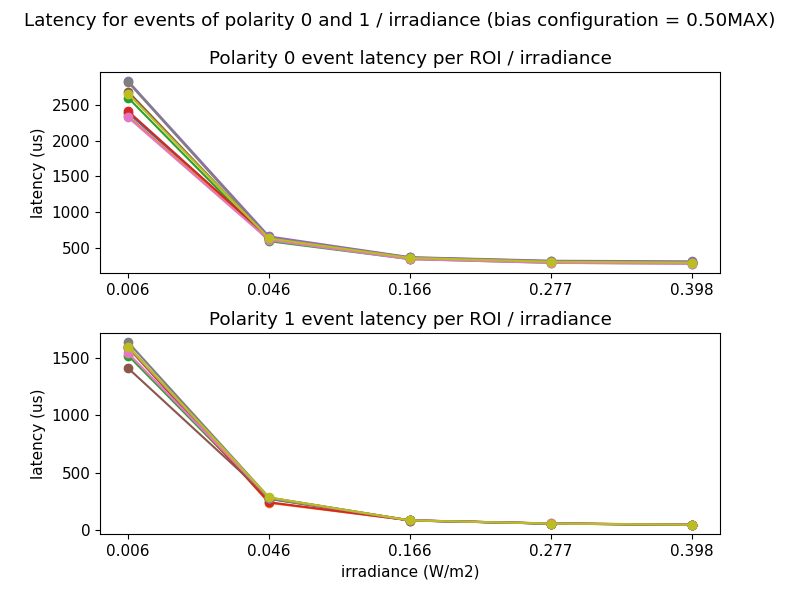 Latency for events of polarity 0 and 1 / irradiance (bias configuration = 0.50MAX)
Polarity 0 event latency per ROI / irradiance
latency (us)
2500
2000
1500
1000
500
0.006 0.046 0.166 0.277 0.398
Polarity 1 event latency per ROI / irradiance
latency (us)
1500
1000
500
0
0.006 0.046 0.166 0.277 0.398
irradiance (W/m2)